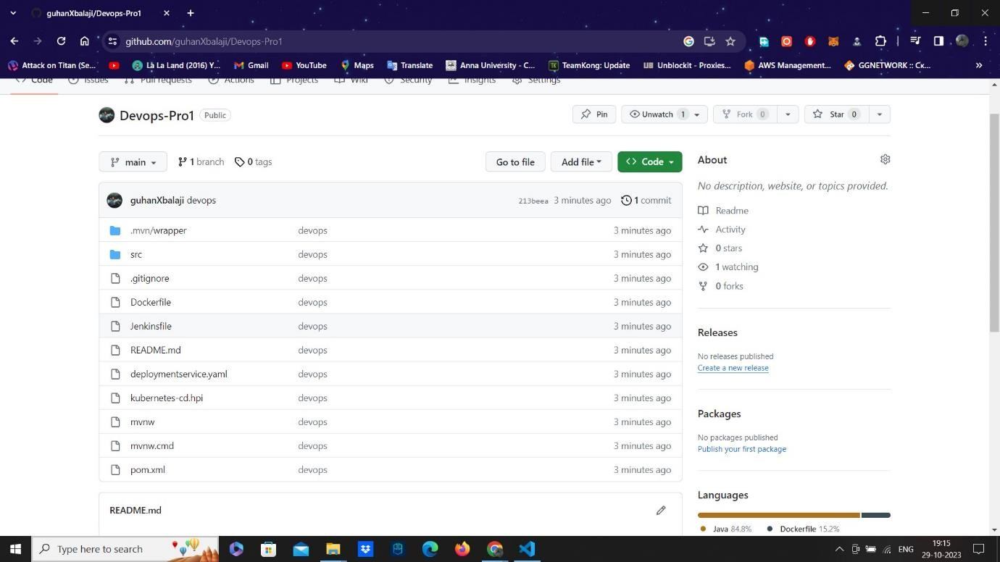 guhanXbalaji/Devops-Pro1
github.com/guhanXbalaji/Devops-Pro1
Attack on Titan (Se... La La Land (2016) Y... Gmail YouTube Maps Translate Anna University - C... TeamKong: Update Unblockit - Proxies... AWS Management... GGNETWORK :: Ск... »
Code Issues Pull requests Actions Projects Wiki Security Insights Settings
Devops-Pro1 Public Pin Unwatch 1 Fork 0 Star 0
main 1 branch 0 tags Go to file Add file <> Code
guhanXbalaji devops 213beea 3 minutes ago 1 commit
.mvn/wrapper devops 3 minutes ago
src devops 3 minutes ago
.gitignore devops 3 minutes ago
Dockerfile devops 3 minutes ago
Jenkinsfile devops 3 minutes ago
README.md devops 3 minutes ago
deploymentservice.yaml devops 3 minutes ago
kubernetes-cd.hpi devops 3 minutes ago
mvnw devops 3 minutes ago
mvnw.cmd devops 3 minutes ago
pom.xml devops 3 minutes ago
README.md
About
No description, website, or topics provided.
Readme
Activity
0 stars
1 watching
0 forks
Releases
No releases published
Create a new release
Packages
No packages published
Publish your first package
Languages
Java 84.8% Dockerfile 15.2%
Type here to search
ENG
19:15
29-10-2023